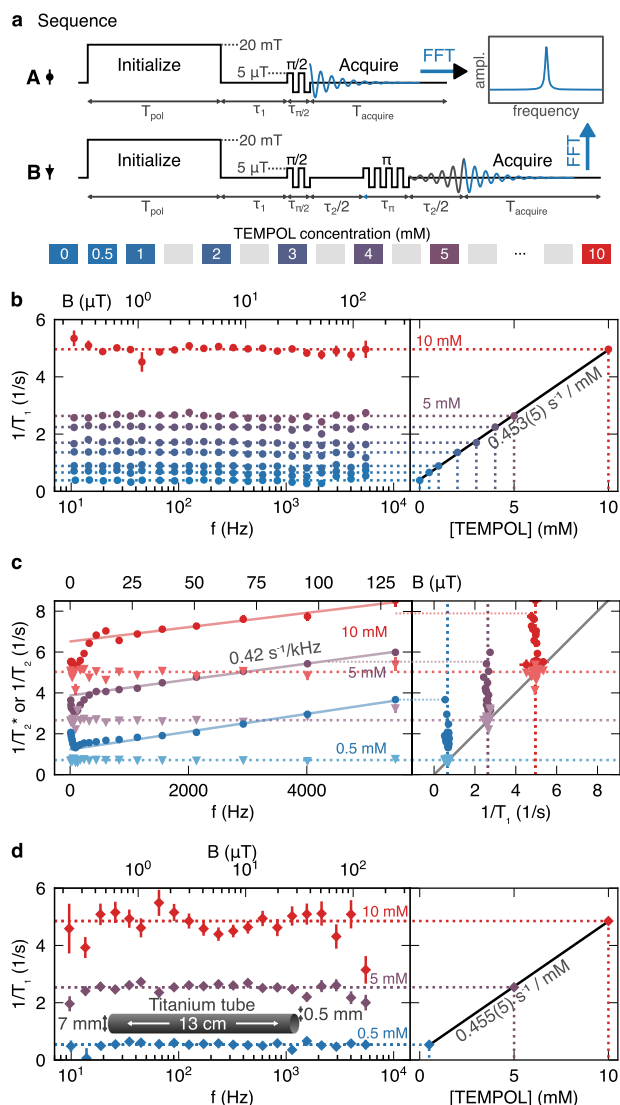 a Sequence
20 mT
Initialize
5 µT
π/2
Acquire
FFT
A
T_pol
τ_1
τ_π/2
T_acquire
ampl.
frequency
20 mT
Initialize
5 µT
π/2
π
Acquire
FFT
B
T_pol
τ_1
τ_π/2
τ_2/2
τ_π
τ_2/2
T_acquire
TEMPOL concentration (mM)
0 0.5 1 2 3 4 5 ... 10
b
B (µT) 10^0 10^1 10^2
6
4
2
0
1/T_1 (1/s)
10^1 10^2 10^3 10^4
f (Hz)
10 mM
5 mM
0.453(5) s^-1 / mM
0 5 10
[TEMPOL] (mM)
c
0 25 50 75 100 125 B (µT)
8
6
4
2
0
1/T_2* or 1/T_2 (1/s)
10 mM
0.42 s^-1/kHz
5 mM
0.5 mM
0 2000 4000
f (Hz)
0 2 4 6 8
1/T_1 (1/s)
d
B (µT)
10^0 10^1 10^2
6
4
2
0
1/T_1 (1/s)
10 mM
5 mM
Titanium tube
7 mm
13 cm
0.5 mm
0.5 mM
10^1 10^2 10^3 10^4
f (Hz)
0.455(5) s^-1 / mM
0 5 10
[TEMPOL] (mM)